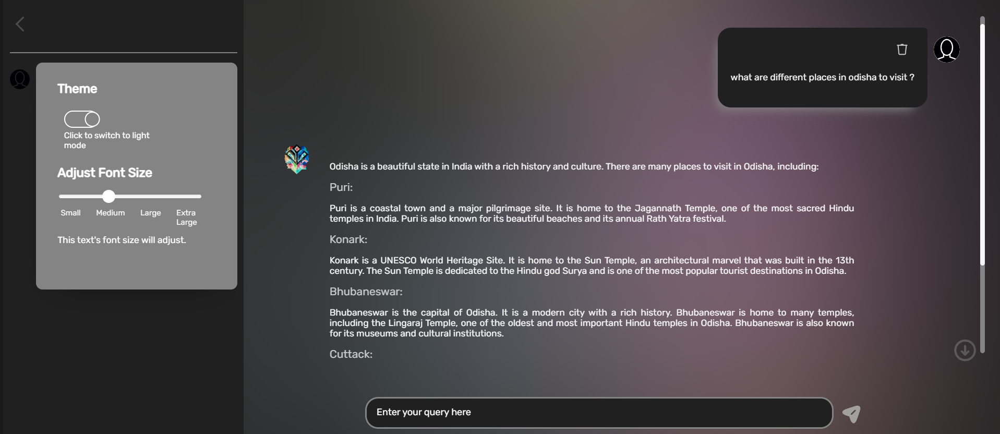 Theme
Click to switch to light
mode
Adjust Font Size
Small Medium Large Extra
Large
This text's font size will adjust.
what are different places in odisha to visit ?
Odisha is a beautiful state in India with a rich history and culture. There are many places to visit in Odisha, including:
Puri:
Puri is a coastal town and a major pilgrimage site. It is home to the Jagannath Temple, one of the most sacred Hindu
temples in India. Puri is also known for its beautiful beaches and its annual Rath Yatra festival.
Konark:
Konark is a UNESCO World Heritage Site. It is home to the Sun Temple, an architectural marvel that was built in the 13th
century. The Sun Temple is dedicated to the Hindu god Surya and is one of the most popular tourist destinations in Odisha.
Bhubaneswar:
Bhubaneswar is the capital of Odisha. It is a modern city with a rich history. Bhubaneswar is home to many temples,
including the Lingaraj Temple, one of the oldest and most important Hindu temples in Odisha. Bhubaneswar is also known
for its museums and cultural institutions.
Cuttack:
Enter your query here